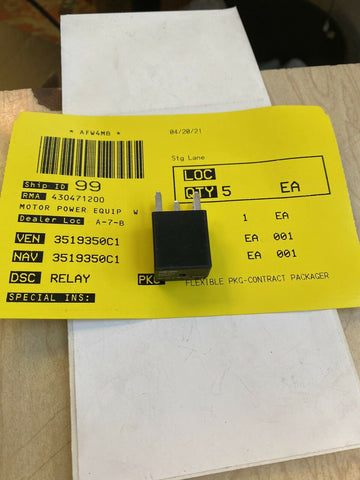 * AFW4MB *
04/20/21
Stg Lane
Ship ID 99
LOC
RMA 430471200
QTY 5 EA
MOTOR POWER EQUIP W
1 EA
Dealer Loc A-7-B
VEN 3519350C1
EA 001
NAV 3519350C1
EA 001
DSC RELAY
PKG FLEXIBLE PKG-CONTRACT PACKAGER
SPECIAL INS: